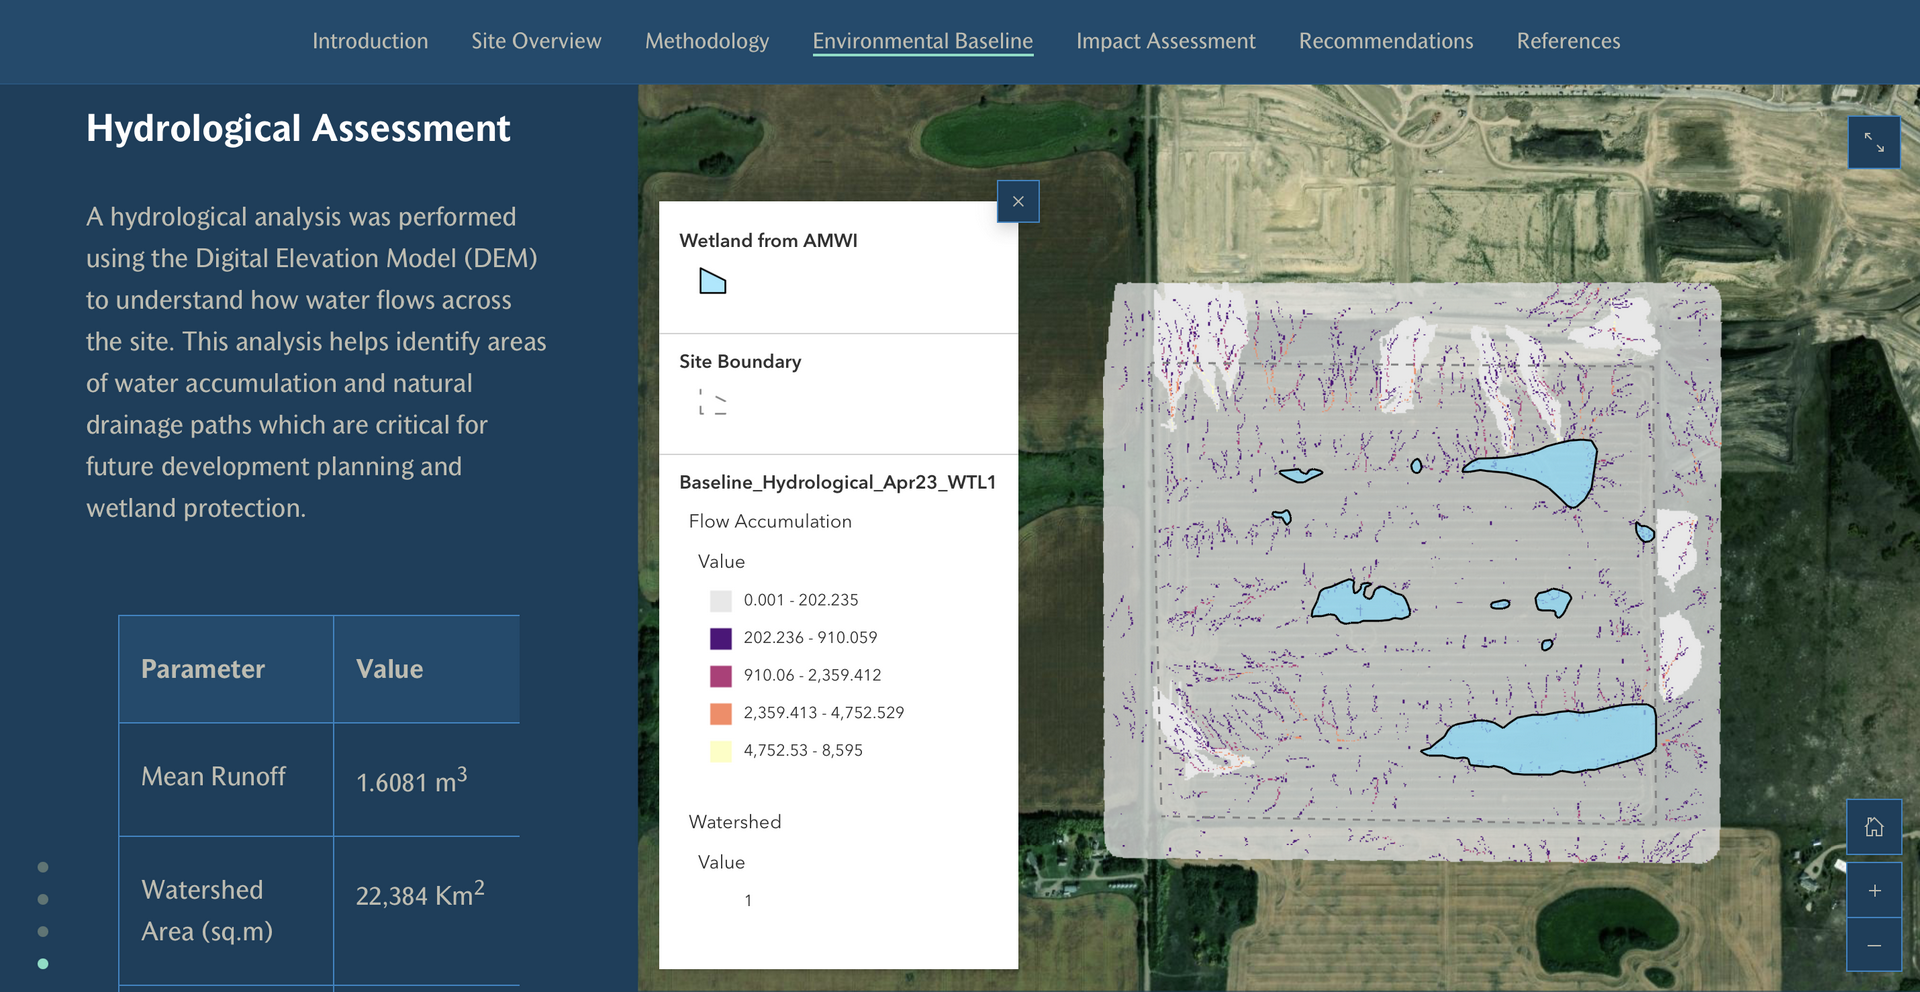 Introduction
Site Overview
Methodology
Environmental Baseline
Impact Assessment
Recommendations
References
Hydrological Assessment
A hydrological analysis was performed
using the Digital Elevation Model (DEM)
to understand how water flows across
the site. This analysis helps identify areas
of water accumulation and natural
drainage paths which are critical for
future development planning and
wetland protection.
Parameter
Value
Mean Runoff
1.6081 m³
Watershed
Area (sq.m)
22,384 Km²
Wetland from AMWI
Site Boundary
Baseline_Hydrological_Apr23_WTL1
Flow Accumulation
Value
0.001 - 202.235
202.236 - 910.059
910.06 - 2,359.412
2,359.413 - 4,752.529
4,752.53 - 8,595
Watershed
Value
1